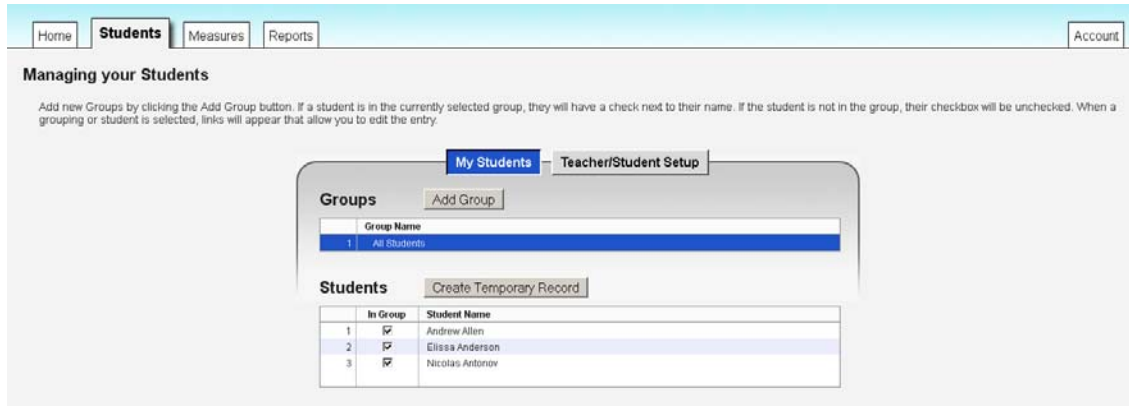 Home Students Measures Reports Account
Managing your Students
Add new Groups by clicking the Add Group button. If a student is in the currently selected group, they will have a check next to their name. If the student is not in the group, their checkbox will be unchecked. When a
grouping or student is selected, links will appear that allow you to edit the entry.
My Students Teacher/Student Setup
Groups Add Group
Group Name
1 All Students
Students Create Temporary Record
In Group Student Name
1 Andrew Allen
2 Elissa Anderson
3 Nicolas Antonov